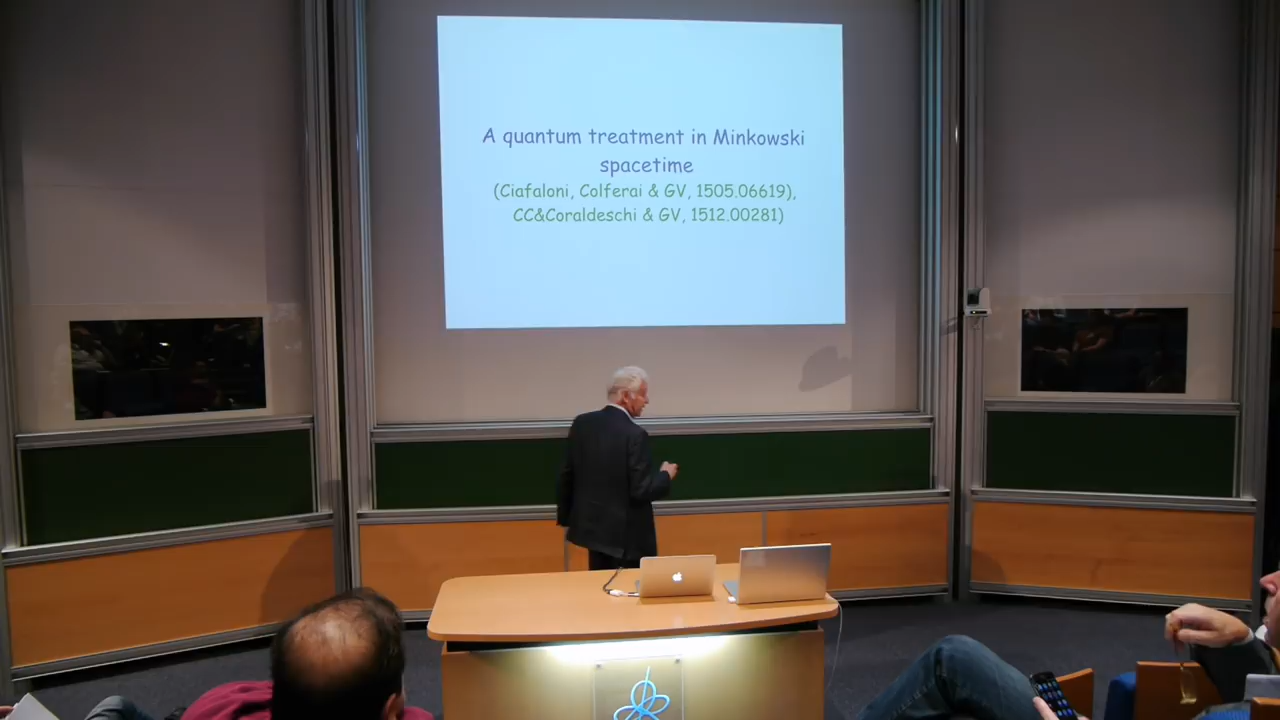 A quantum treatment in Minkowski
spacetime
(Ciafaloni, Colferai & GV, 1505.06619),
CC&Coraldeschi & GV, 1512.00281)